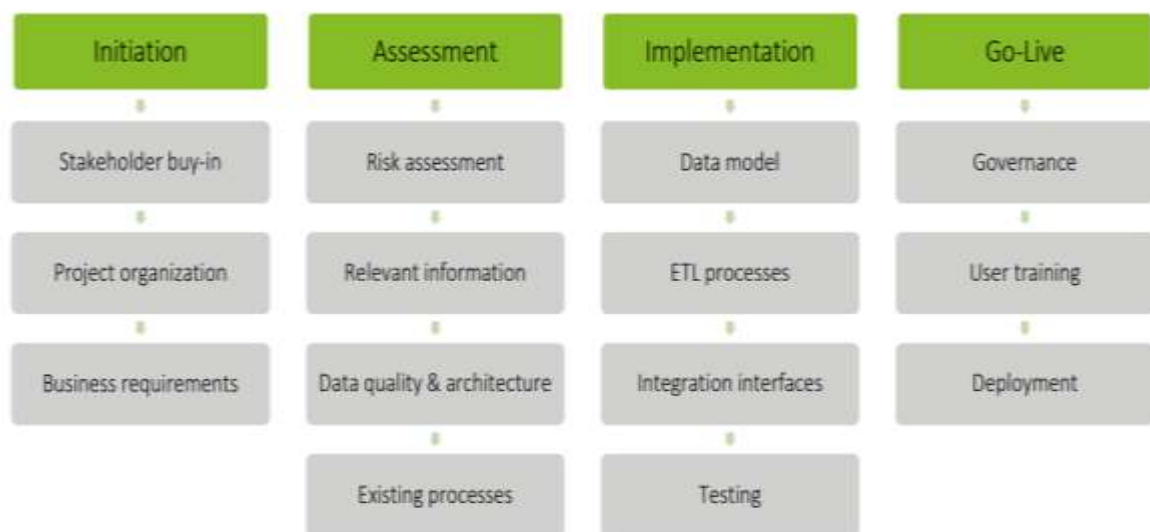 Initiation
Stakeholder buy-in
Project organization
Business requirements
Assessment
Risk assessment
Relevant information
Data quality & architecture
Existing processes
Implementation
Data model
ETL processes
Integration interfaces
Testing
Go-Live
Governance
User training
Deployment